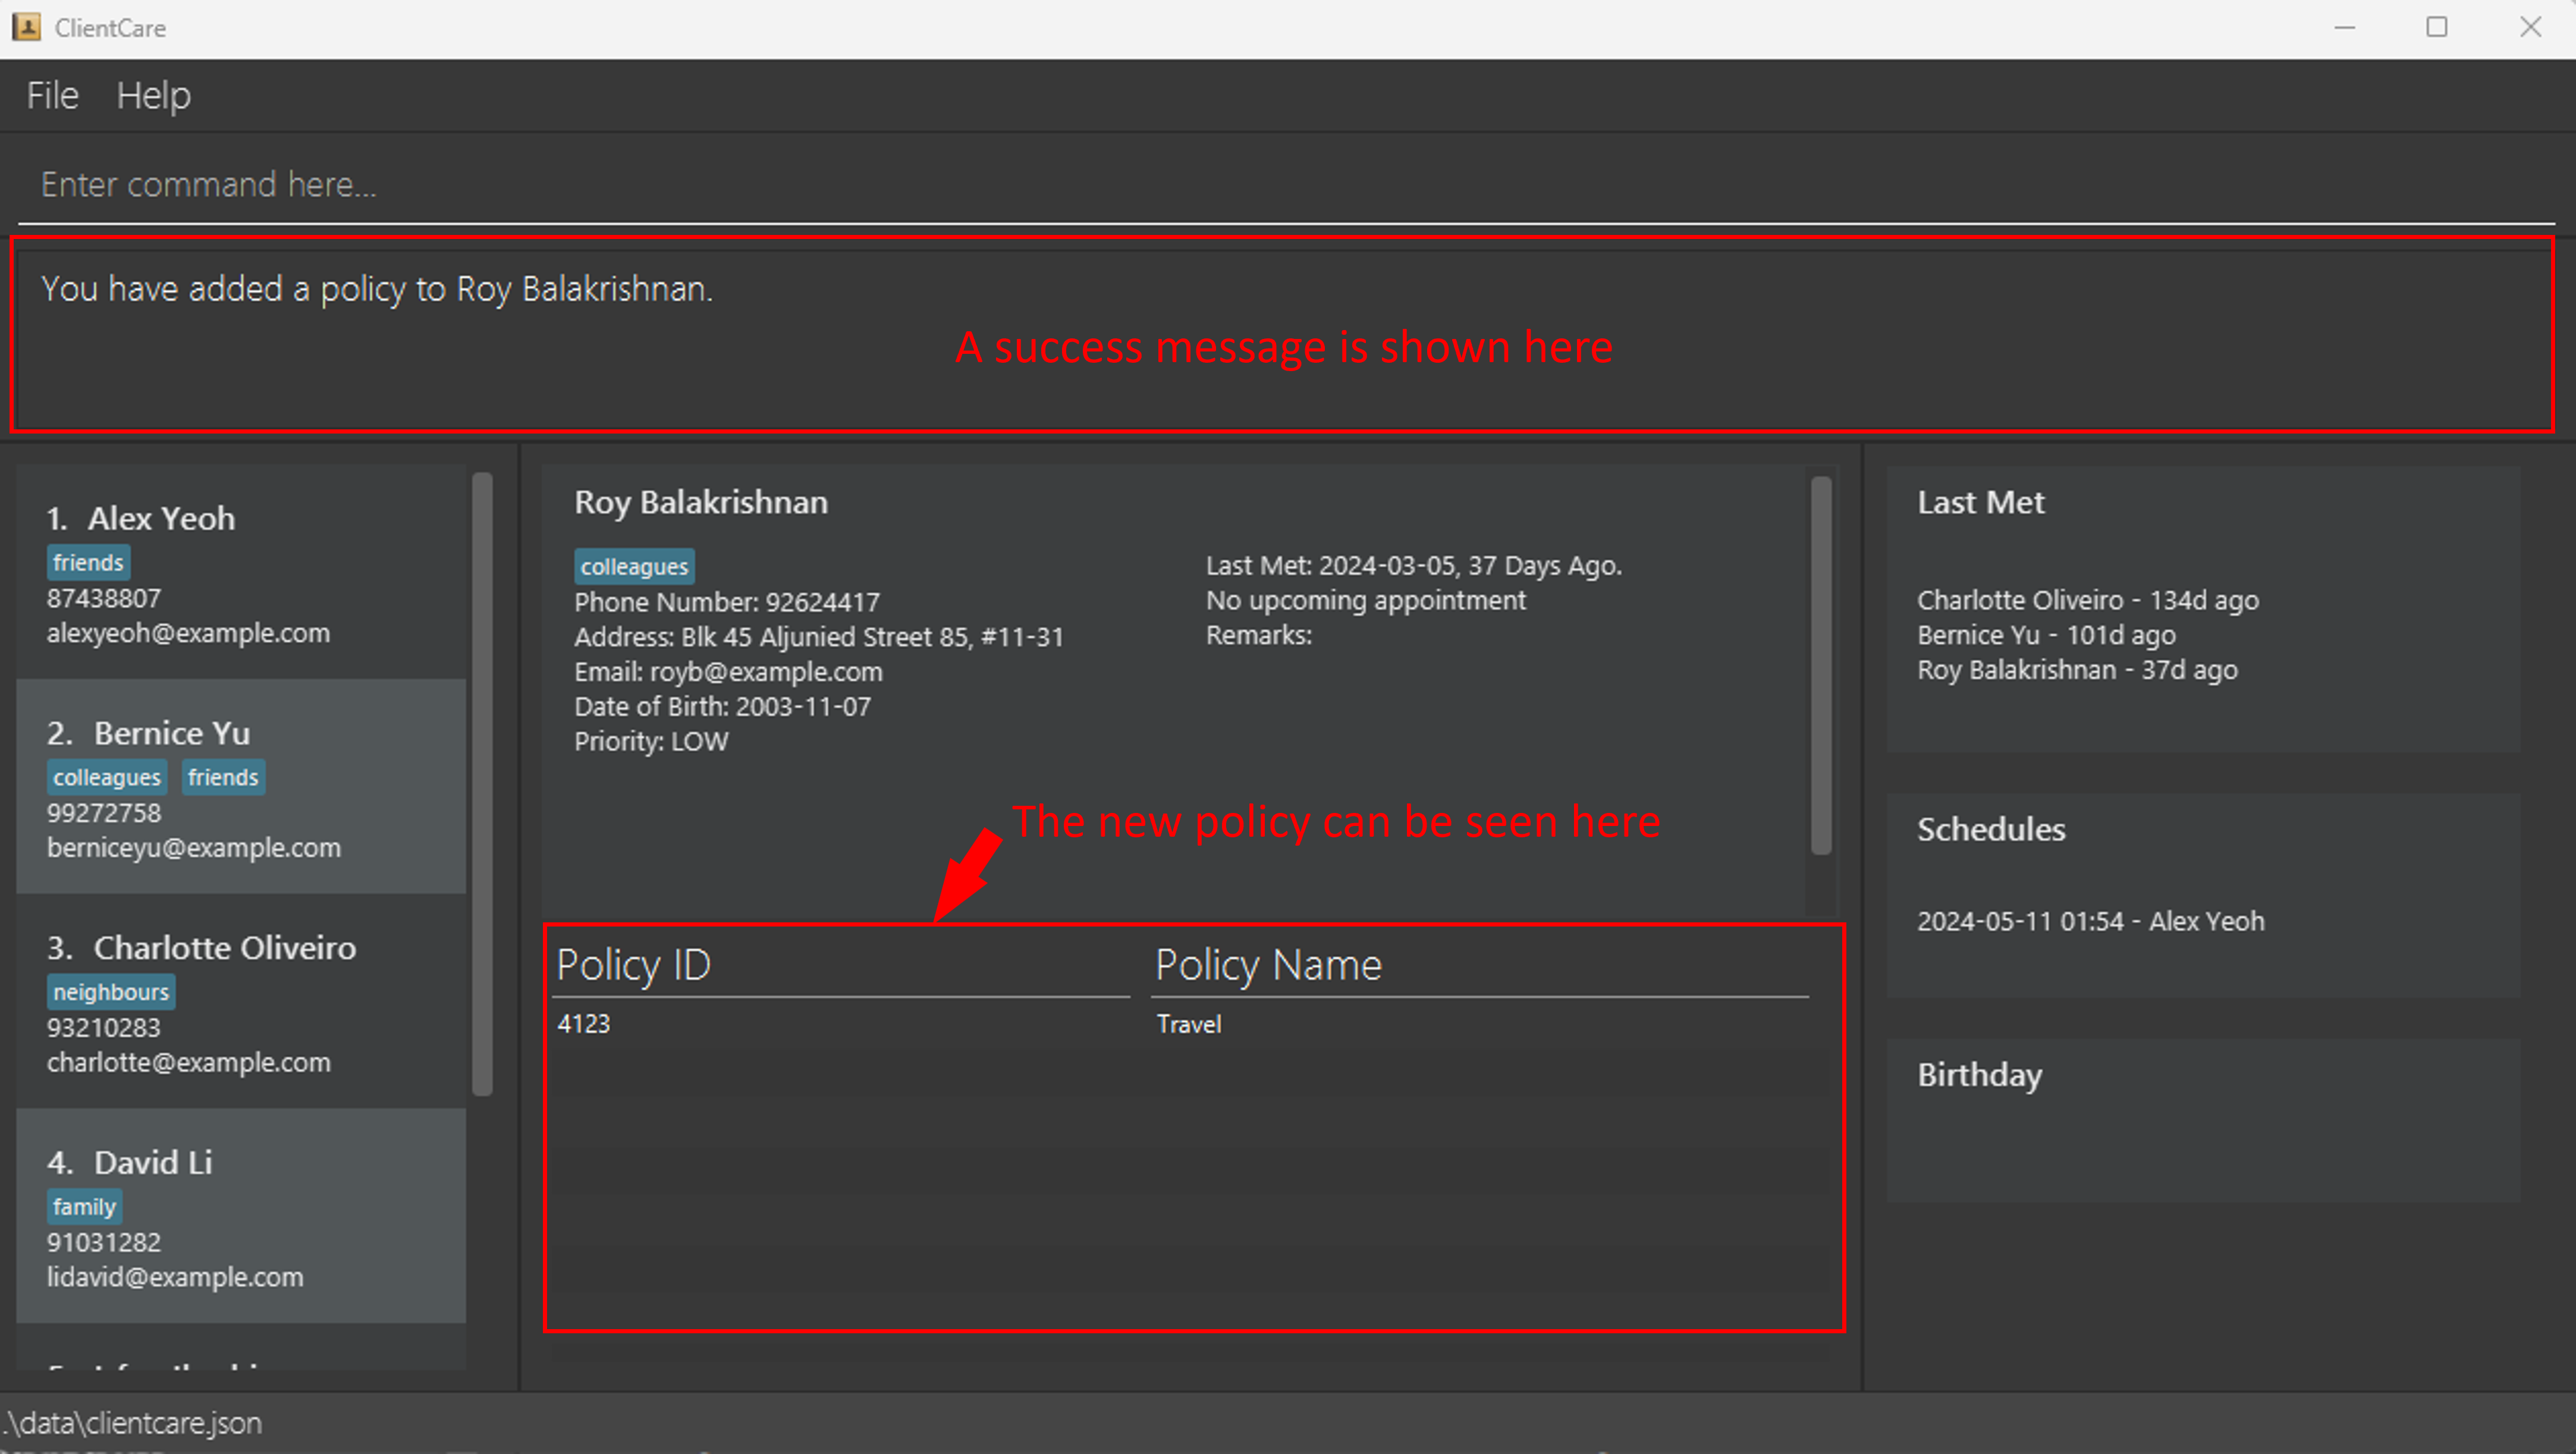 ClientCare
File Help
Enter command here...
You have added a policy to Roy Balakrishnan.
A success message is shown here
1. Alex Yeoh
friends
87438807
alexyeoh@example.com
2. Bernice Yu
colleagues friends
99272758
berniceyu@example.com
3. Charlotte Oliveiro
neighbours
93210283
charlotte@example.com
4. David Li
family
91031282
lidavid@example.com
Roy Balakrishnan
colleagues
Phone Number: 92624417
Address: Blk 45 Aljunied Street 85, #11-31
Email: royb@example.com
Date of Birth: 2003-11-07
Priority: LOW
Last Met: 2024-03-05, 37 Days Ago.
No upcoming appointment
Remarks:
The new policy can be seen here
Policy ID Policy Name
4123 Travel
Last Met
Charlotte Oliveiro - 134d ago
Bernice Yu - 101d ago
Roy Balakrishnan - 37d ago
Schedules
2024-05-11 01:54 - Alex Yeoh
Birthday
.\data\clientcare.json